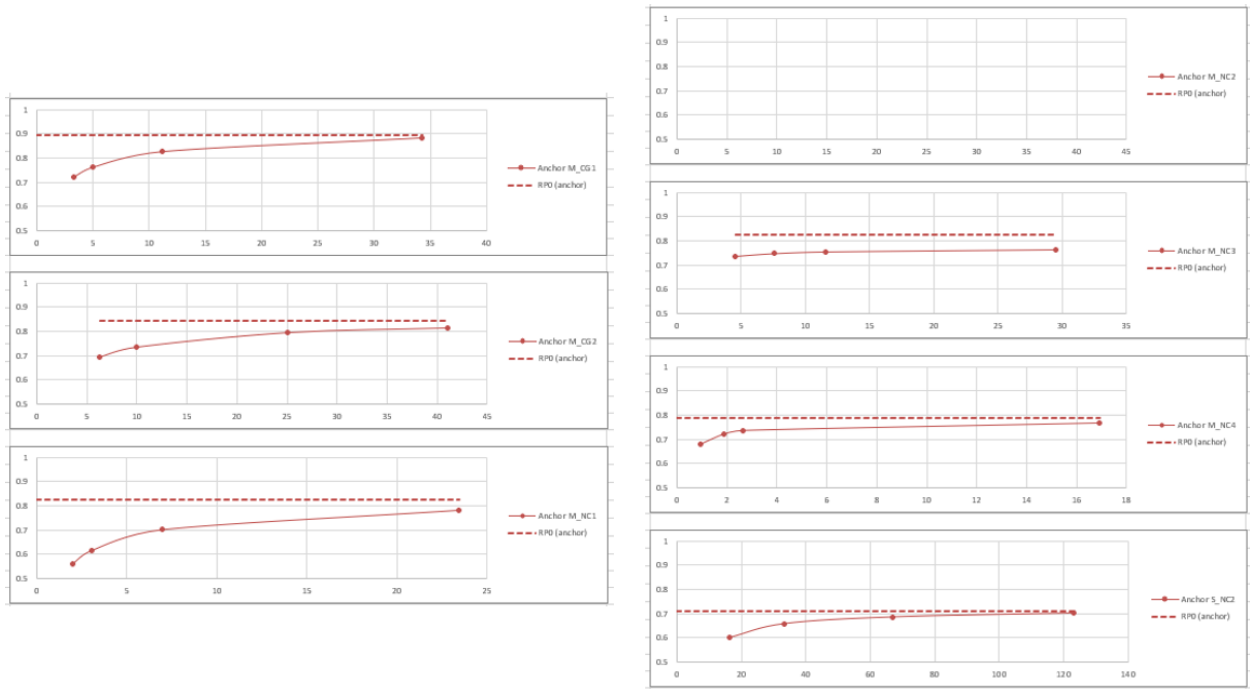 1
0.9
0.8
0.7
0.6
0.5
0 5 10 15 20 25 30 35 40
Anchor M_CG1
RP0 (anchor)
1
0.9
0.8
0.7
0.6
0.5
0 5 10 15 20 25 30 35 40 45
Anchor M_CG2
RP0 (anchor)
1
0.9
0.8
0.7
0.6
0.5
0 5 10 15 20 25
Anchor M_NC1
RP0 (anchor)
1
0.9
0.8
0.7
0.6
0.5
0 5 10 15 20 25 30 35 40 45
Anchor M_NC2
RP0 (anchor)
1
0.9
0.8
0.7
0.6
0.5
0 5 10 15 20 25 30 35
Anchor M_NC3
RP0 (anchor)
1
0.9
0.8
0.7
0.6
0.5
0 2 4 6 8 10 12 14 16 18
Anchor M_NC4
RP0 (anchor)
1
0.9
0.8
0.7
0.6
0.5
0 20 40 60 80 100 120 140
Anchor S_NC2
RP0 (anchor)